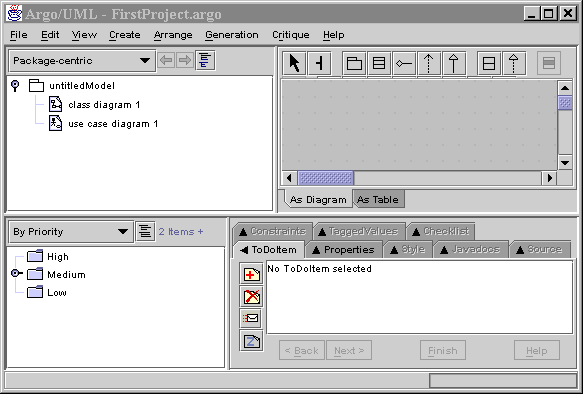 Argo/UML - FirstProject.argo
File Edit View Create Arrange Generation Critique Help
Package-centric
untitledModel
class diagram 1
use case diagram 1
As Diagram As Table
By Priority 2 Items +
High
Medium
Low
Constraints TaggedValues Checklist
ToDoItem Properties Style Javadocs Source
No ToDoItem selected
< Back Next > Finish Help